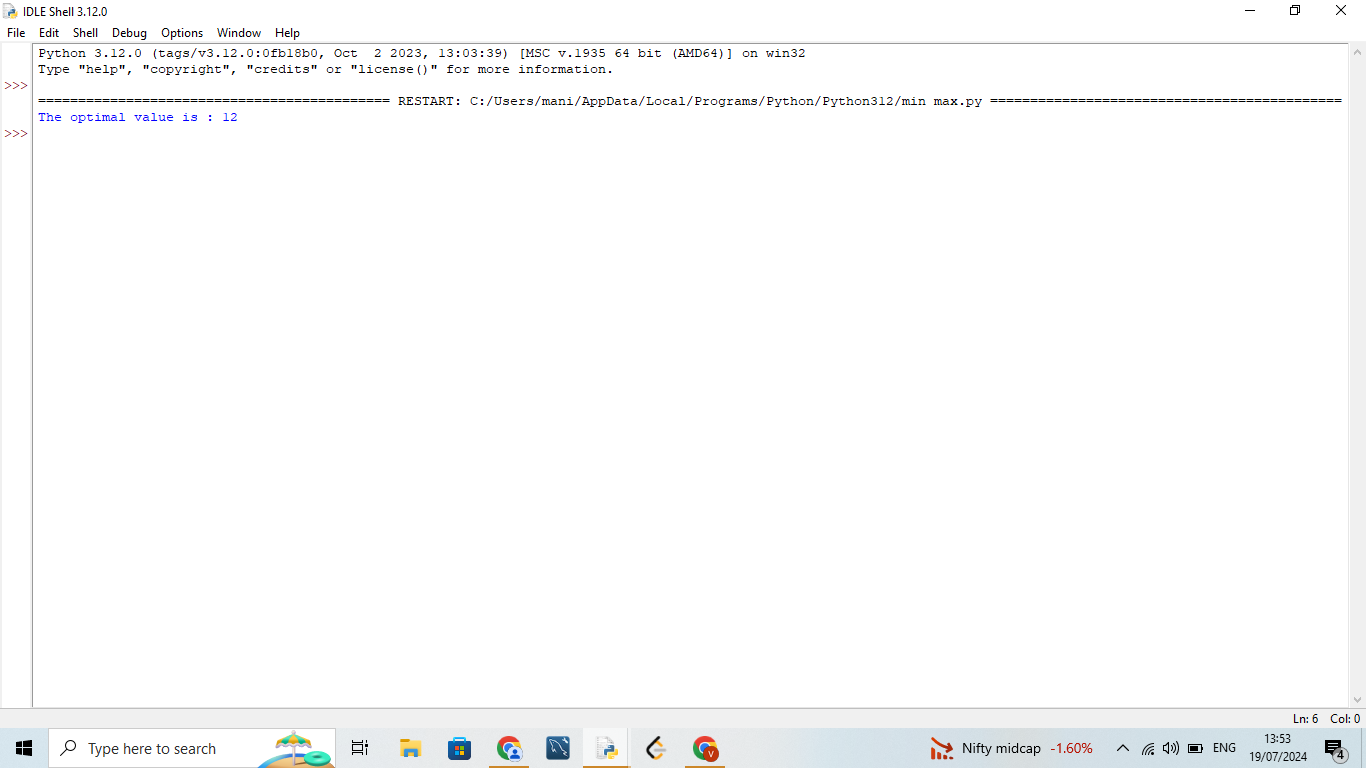 IDLE Shell 3.12.0
File Edit Shell Debug Options Window Help
Python 3.12.0 (tags/v3.12.0:0fb18b0, Oct  2 2023, 13:03:39) [MSC v.1935 64 bit (AMD64)] on win32
Type "help", "copyright", "credits" or "license()" for more information.
>>>
============================================ RESTART: C:/Users/mani/AppData/Local/Programs/Python/Python312/min max.py ============================================
The optimal value is : 12
>>>
Ln: 6 Col: 0
Type here to search
V
Nifty midcap -1.60%
ENG
13:53
19/07/2024
4